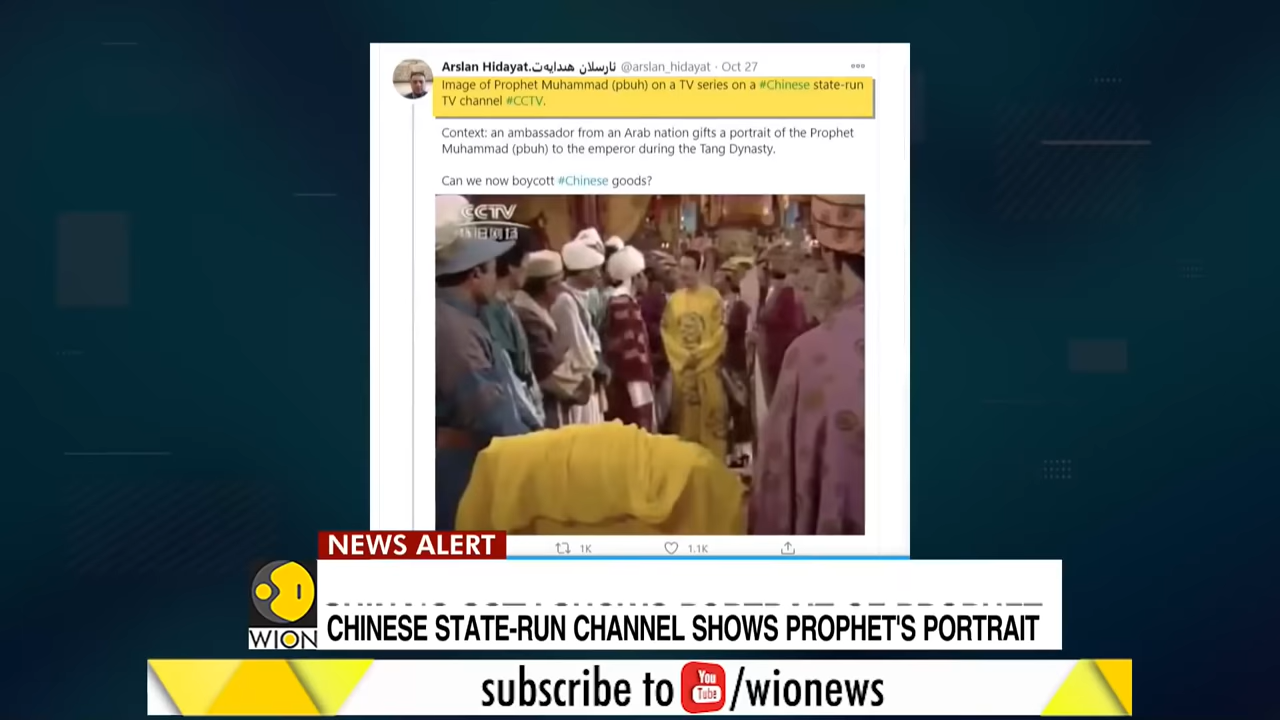 Arslan Hidayat.ئارسلان ھىدايەت @arslan_hidayat · Oct 27
Image of Prophet Muhammad (pbuh) on a TV series on a #Chinese state-run
TV channel #CCTV.
Context: an ambassador from an Arab nation gifts a portrait of the Prophet
Muhammad (pbuh) to the emperor during the Tang Dynasty.
Can we now boycott #Chinese goods?
CCTV
1K
1.1K
NEWS ALERT
WION
CHINESE STATE-RUN CHANNEL SHOWS PROPHET'S PORTRAIT
subscribe to You Tube /wionews